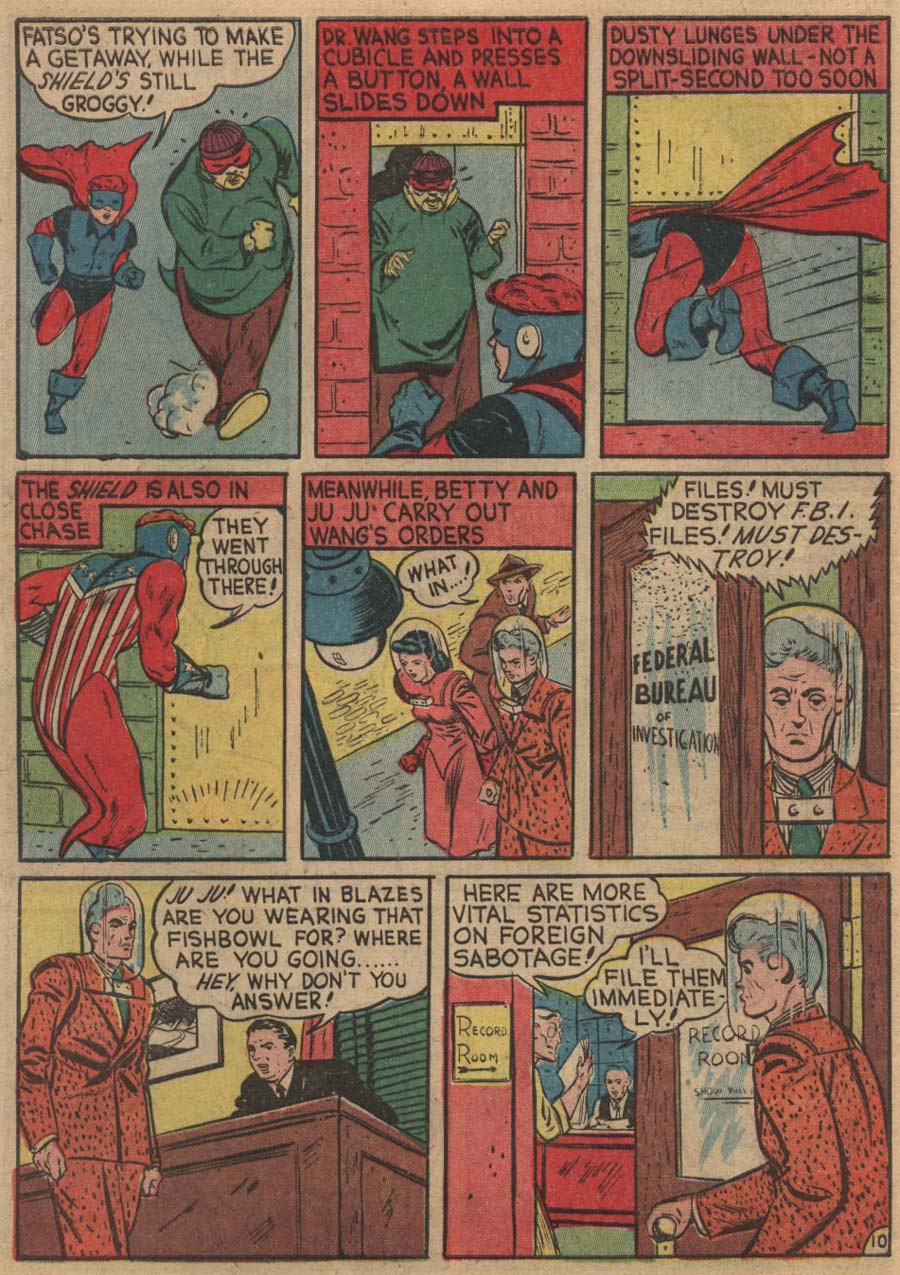 FATSO'S TRYING TO MAKE
A GETAWAY, WHILE THE
SHIELD'S STILL
GROGGY!
DR. WANG STEPS INTO A
CUBICLE AND PRESSES
A BUTTON, A WALL
SLIDES DOWN
DUSTY LUNGES UNDER THE
DOWNSLIDING WALL - NOT A
SPLIT-SECOND TOO SOON
THE SHIELD IS ALSO IN
CLOSE
CHASE
THEY
WENT
THROUGH
THERE!
MEANWHILE, BETTY AND
JU JU CARRY OUT
WANG'S ORDERS
WHAT
IN...!
FILES! MUST
DESTROY F.B.I.
FILES! MUST DES-
TROY!
FEDERAL
BUREAU
OF
INVESTIGATION
JU JU! WHAT IN BLAZES
ARE YOU WEARING THAT
FISHBOWL FOR? WHERE
ARE YOU GOING......
HEY, WHY DON'T YOU
ANSWER!
HERE ARE MORE
VITAL STATISTICS
ON FOREIGN
SABOTAGE!
I'LL
FILE THEM
IMMEDIATE-
LY!
RECORD
ROOM
RECORD
ROOM
SHOW
10